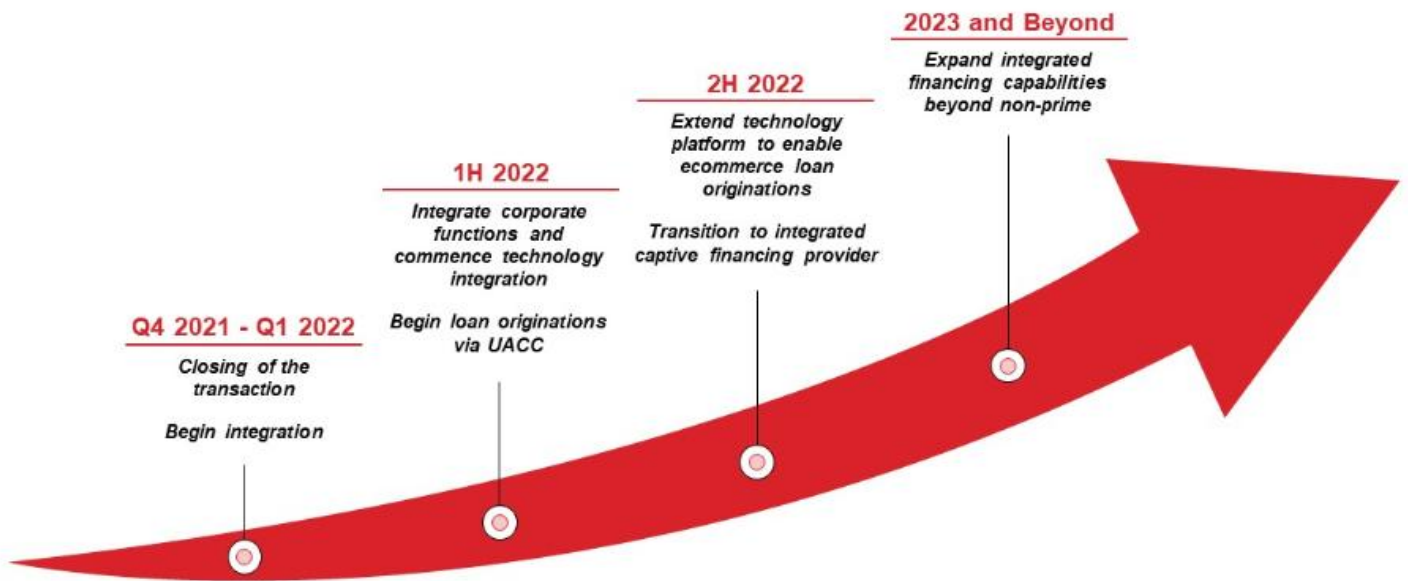 Q4 2021 - Q1 2022
Closing of the
transaction
Begin integration
1H 2022
Integrate corporate
functions and
commence technology
integration
Begin loan originations
via UACC
2H 2022
Extend technology
platform to enable
ecommerce loan
originations
Transition to integrated
captive financing provider
2023 and Beyond
Expand integrated
financing capabilities
beyond non-prime